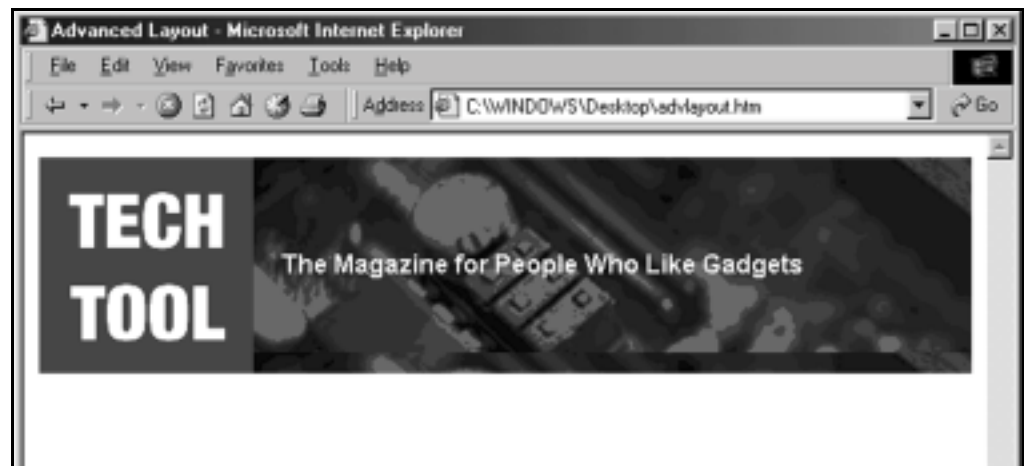 Advanced Layout - Microsoft Internet Explorer
File Edit View Favorites Tools Help
Address C:\WINDOWS\Desktop\advlayout.htm Go
TECH
TOOL
The Magazine for People Who Like Gadgets